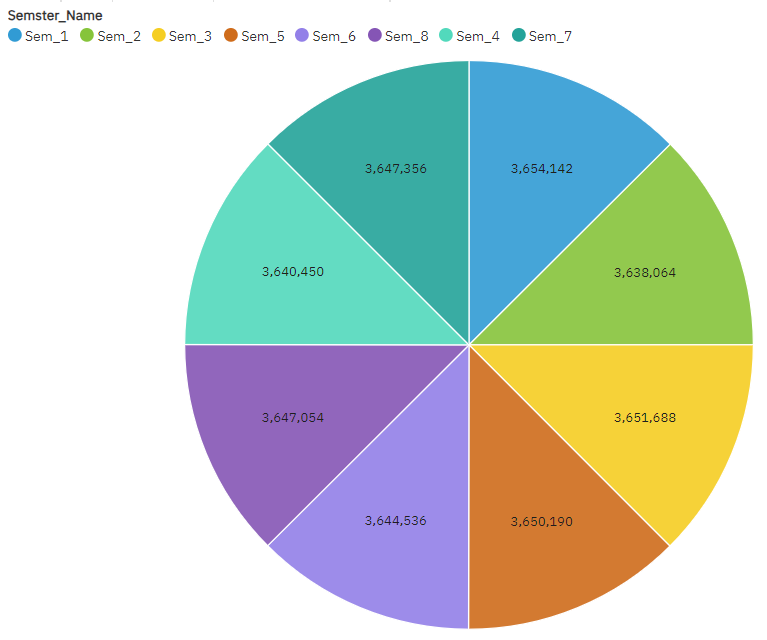 Semster_Name
Sem_1 Sem_2 Sem_3 Sem_5 Sem_6 Sem_8 Sem_4 Sem_7
3,647,356 3,654,142
3,640,450 3,638,064
3,647,054 3,651,688
3,644,536 3,650,190